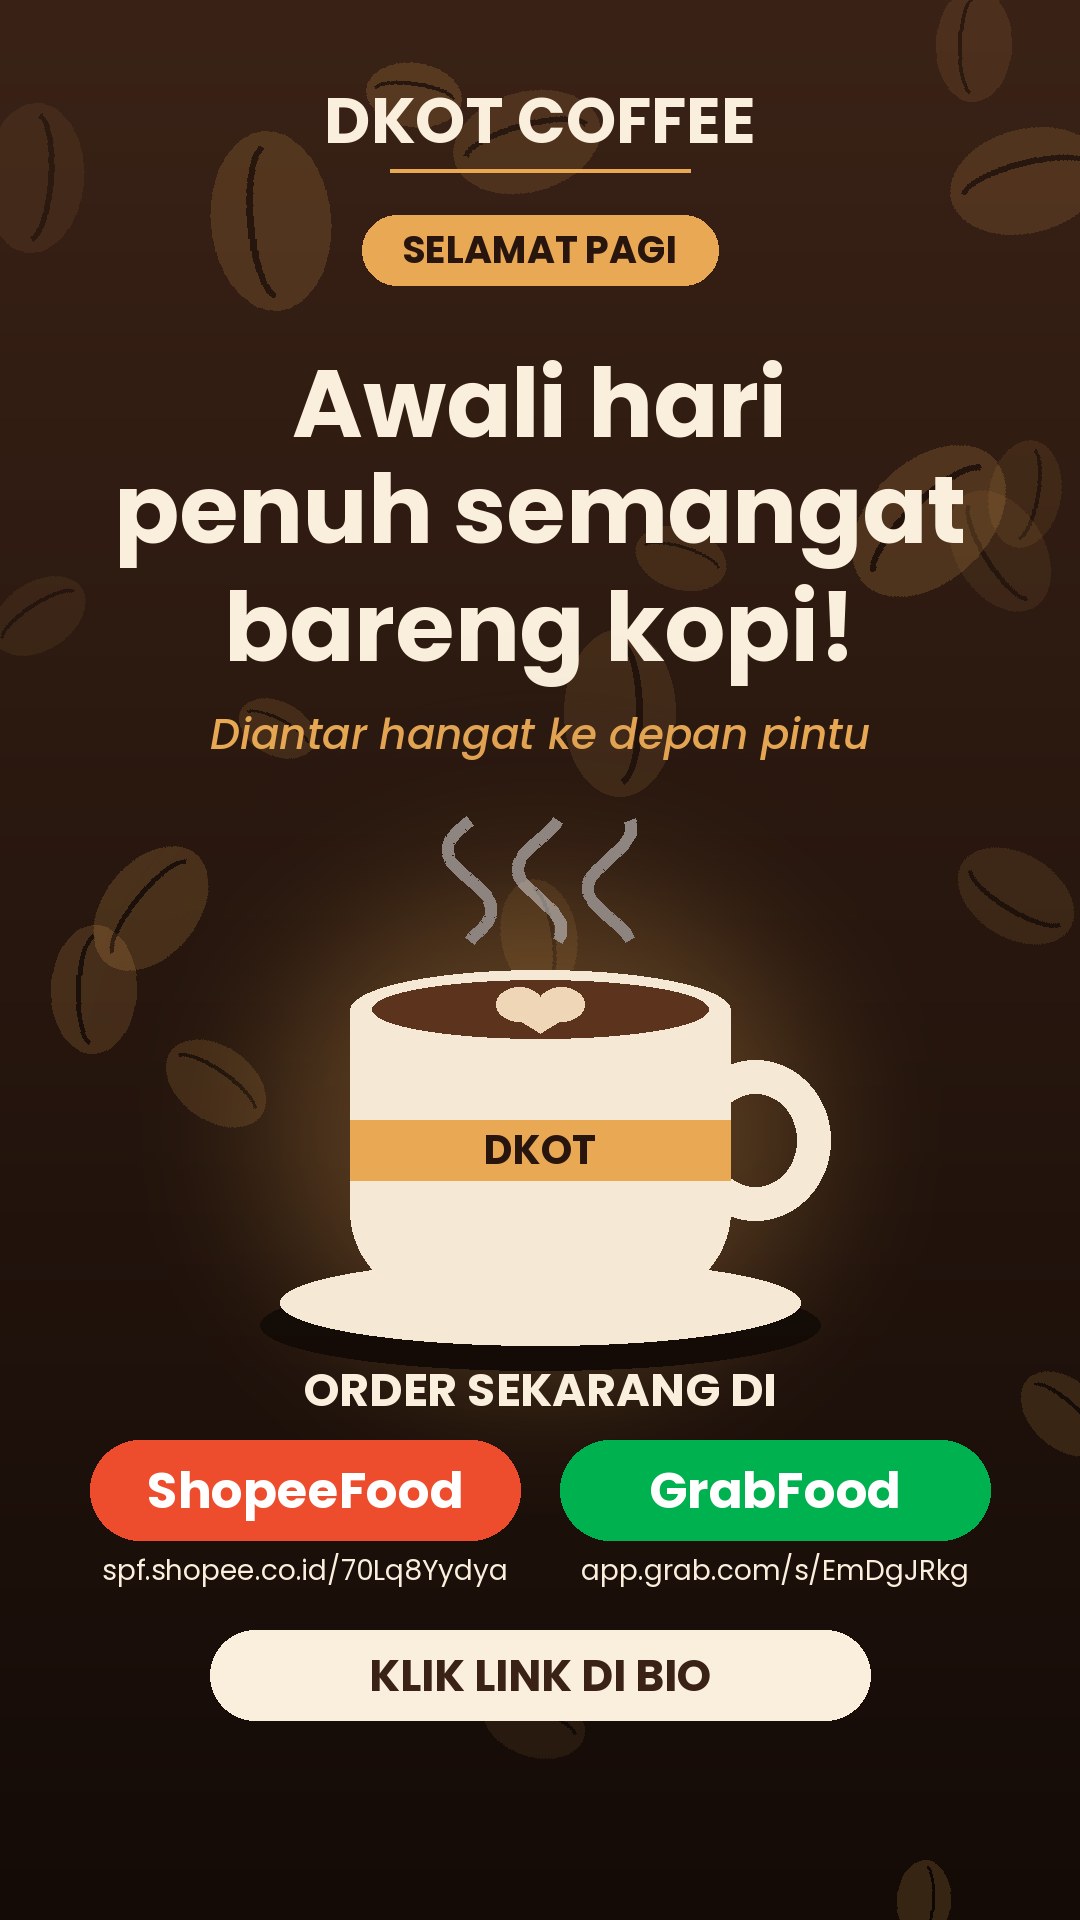 DKOT COFFEE
SELAMAT PAGI
Awali hari
penuh semangat
bareng kopi!
Diantar hangat ke depan pintu
DKOT
ORDER SEKARANG DI
ShopeeFood
GrabFood
spf.shopee.co.id/70Lq8Yydya
app.grab.com/s/EmDgJRkg
KLIK LINK DI BIO